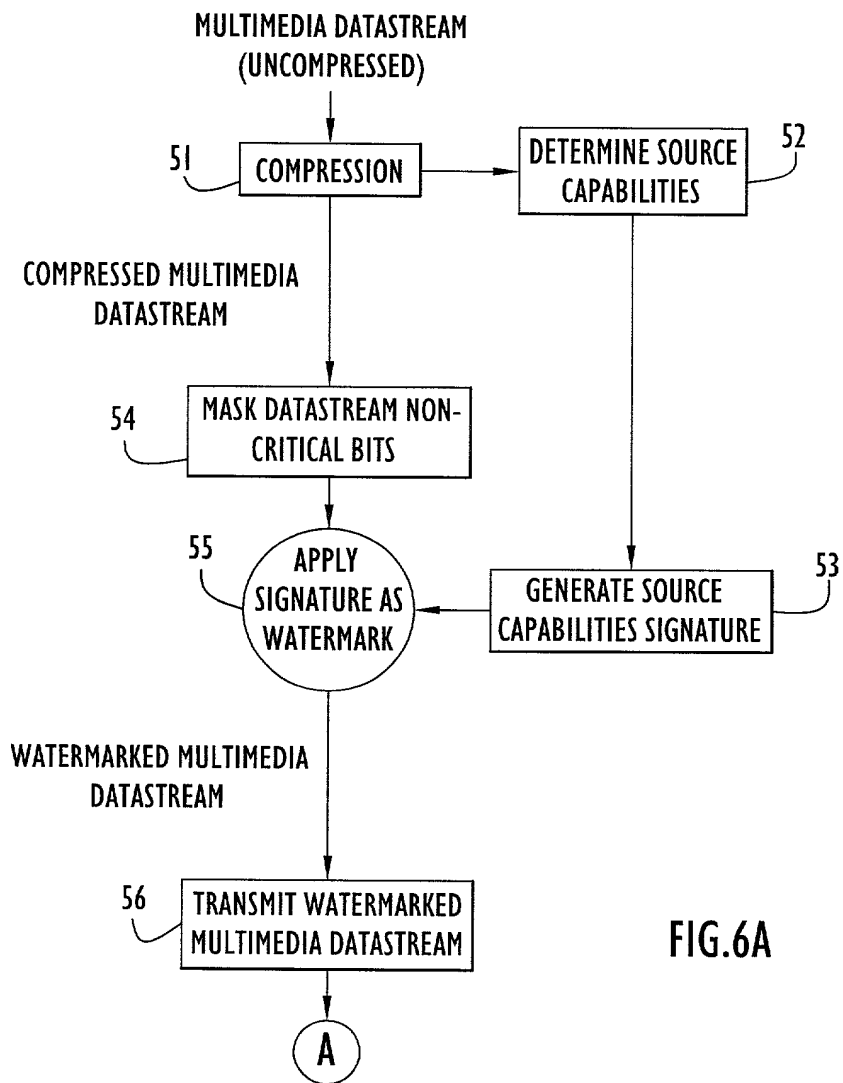 MULTIMEDIA DATASTREAM
(UNCOMPRESSED)
51
COMPRESSION
DETERMINE SOURCE
CAPABILITIES
52
COMPRESSED MULTIMEDIA
DATASTREAM
54
MASK DATASTREAM NON-
CRITICAL BITS
55
APPLY
SIGNATURE AS
WATERMARK
GENERATE SOURCE
CAPABILITIES SIGNATURE
53
WATERMARKED MULTIMEDIA
DATASTREAM
56
TRANSMIT WATERMARKED
MULTIMEDIA DATASTREAM
FIG.6A
A